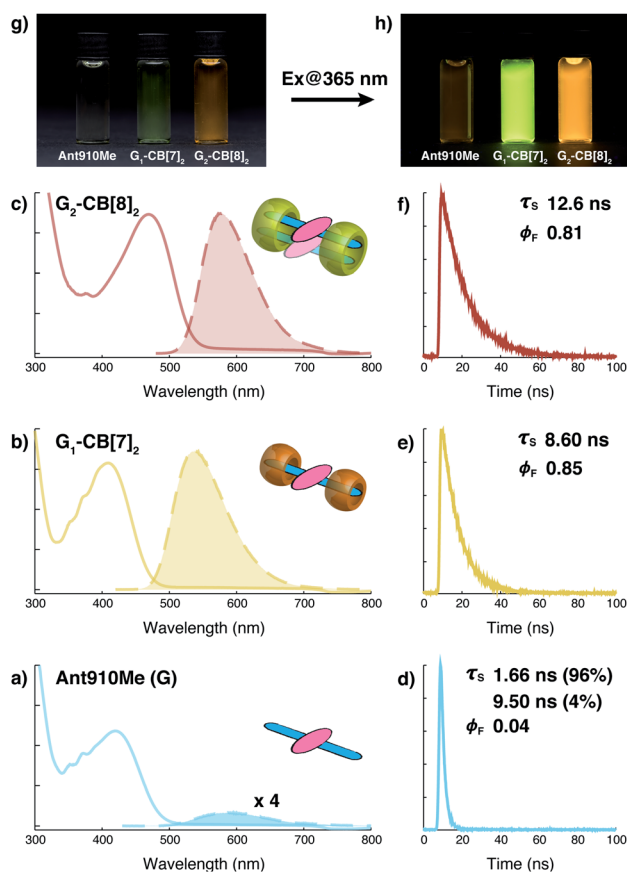 g)
h)
Ex@365 nm
Ant910Me G₁-CB[7]₂ G₂-CB[8]₂
Ant910Me G₁-CB[7]₂ G₂-CB[8]₂
c) G₂-CB[8]₂
300 400 500 600 700 800
Wavelength (nm)
f) τs 12.6 ns
ϕF 0.81
0 20 40 60 80 100
Time (ns)
b) G₁-CB[7]₂
300 400 500 600 700 800
Wavelength (nm)
e) τs 8.60 ns
ϕF 0.85
0 20 40 60 80 100
Time (ns)
a) Ant910Me (G)
x 4
300 400 500 600 700 800
Wavelength (nm)
d) τs 1.66 ns (96%)
9.50 ns (4%)
ϕF 0.04
0 20 40 60 80 100
Time (ns)